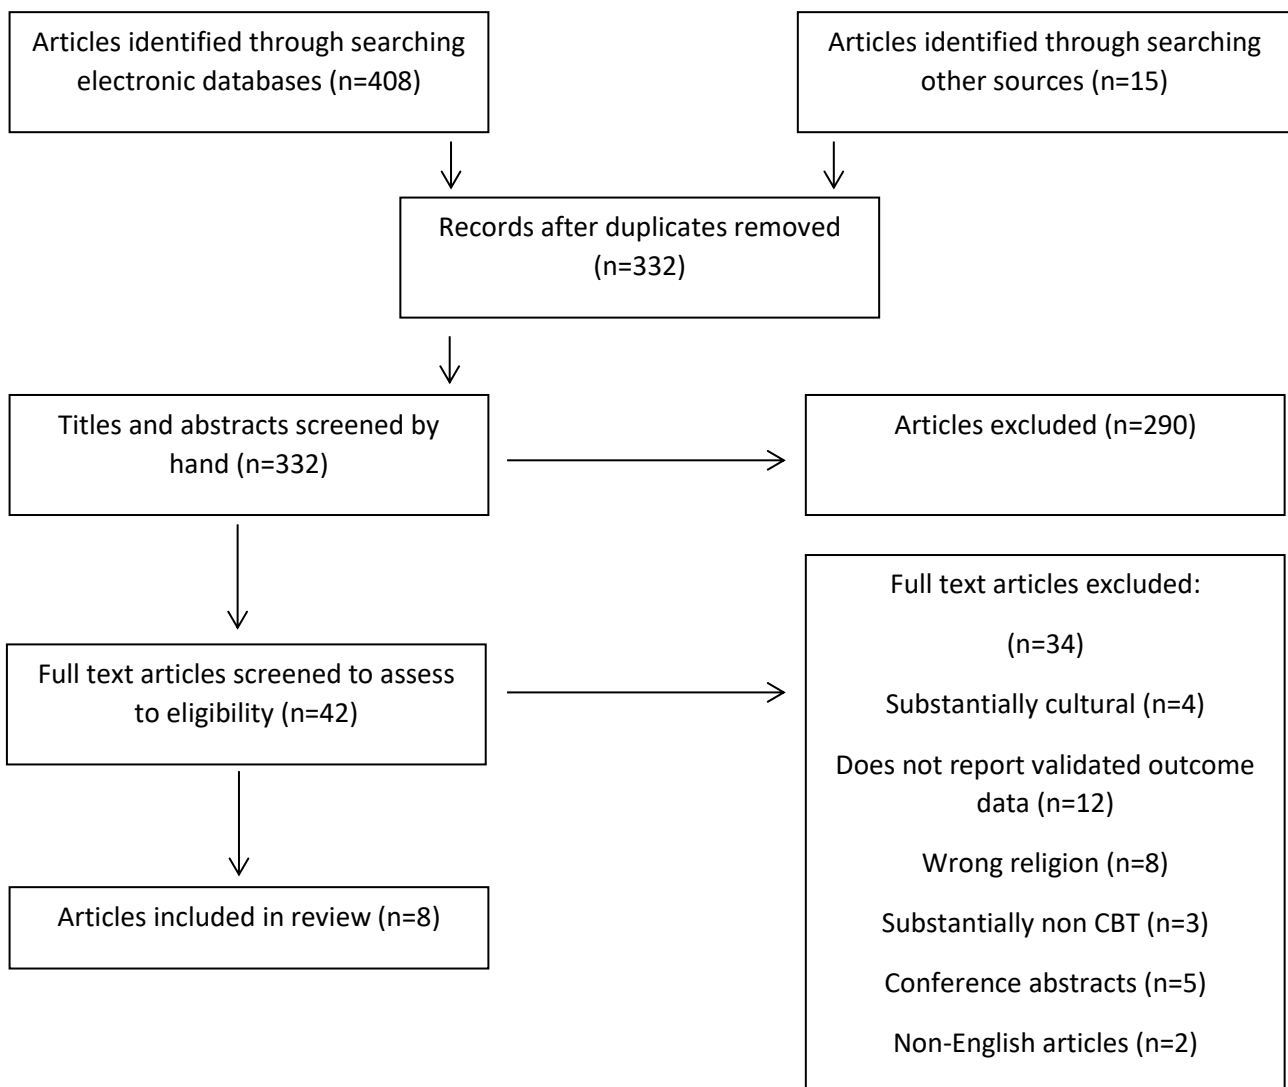 Articles identified through searching
electronic databases (n=408)
Articles identified through searching
other sources (n=15)
Records after duplicates removed
(n=332)
Titles and abstracts screened by
hand (n=332)
Articles excluded (n=290)
Full text articles screened to assess
to eligibility (n=42)
Full text articles excluded:
(n=34)
Substantially cultural (n=4)
Does not report validated outcome
data (n=12)
Wrong religion (n=8)
Substantially non CBT (n=3)
Conference abstracts (n=5)
Non-English articles (n=2)
Articles included in review (n=8)